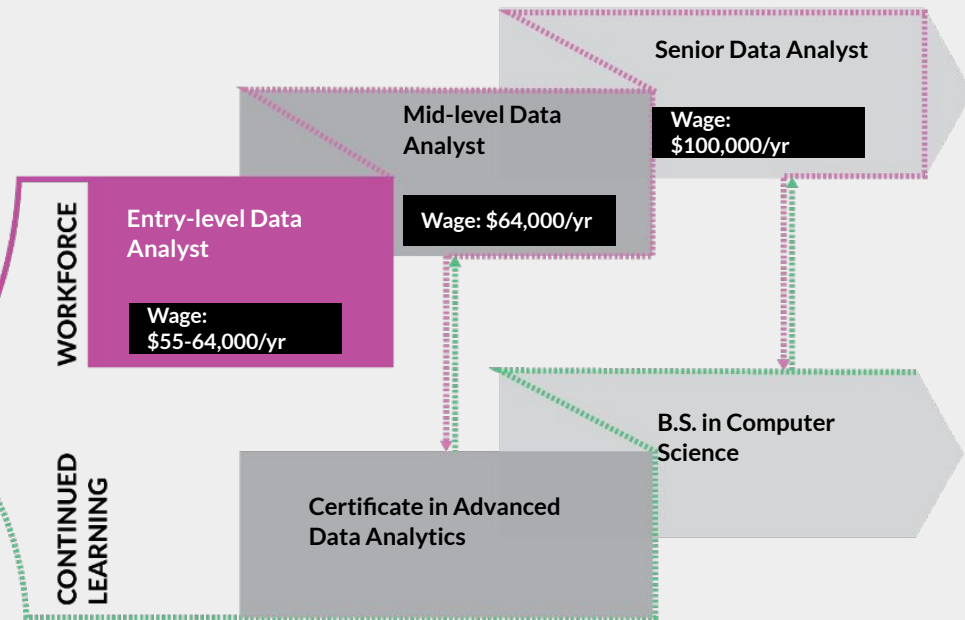 Senior Data Analyst
Wage:
$100,000/yr
Mid-level Data
Analyst
Wage: $64,000/yr
WORKFORCE
Entry-level Data
Analyst
Wage:
$55-64,000/yr
B.S. in Computer
Science
CONTINUED
LEARNING
Certificate in Advanced
Data Analytics